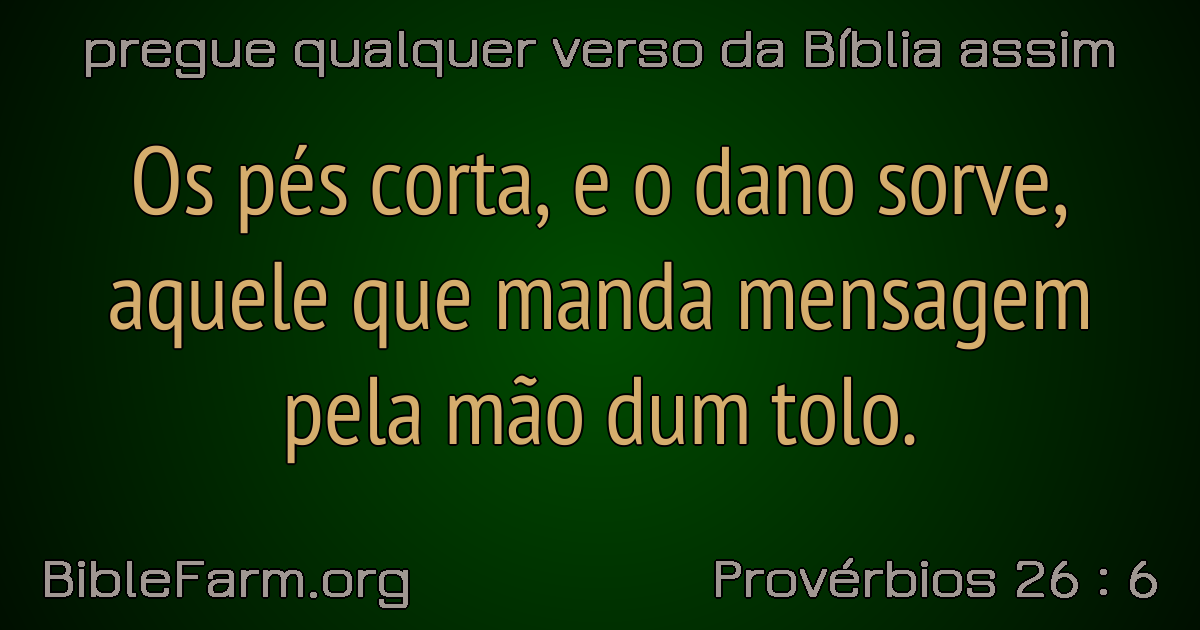 pregue qualquer verso da Bíblia assim
Os pés corta, e o dano sorve,
aquele que manda mensagem
pela mão dum tolo.
BibleFarm.org
Provérbios 26 : 6